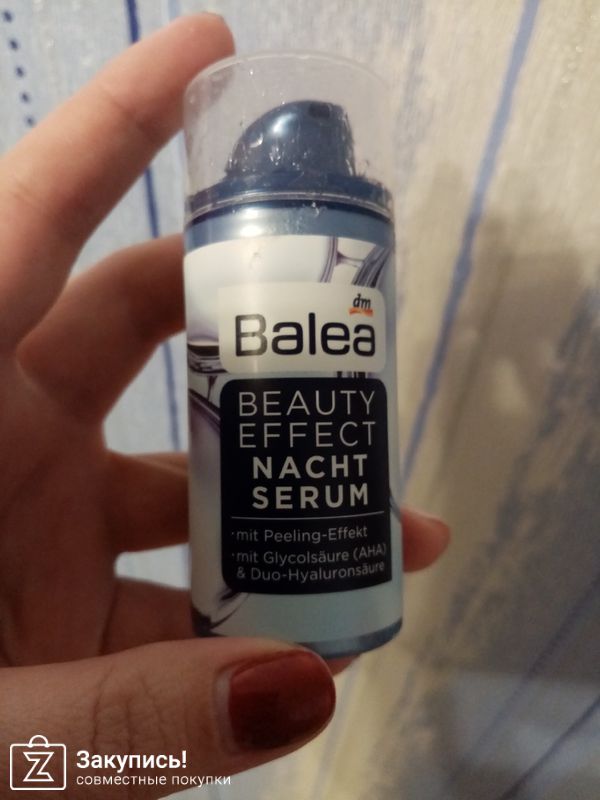 dm
Balea
BEAUTY
EFFECT
NACHT
SERUM
· mit Peeling-Effekt
· mit Glycolsäure (AHA)
& Duo-Hyaluronsäure
Закупись!
совместные покупки